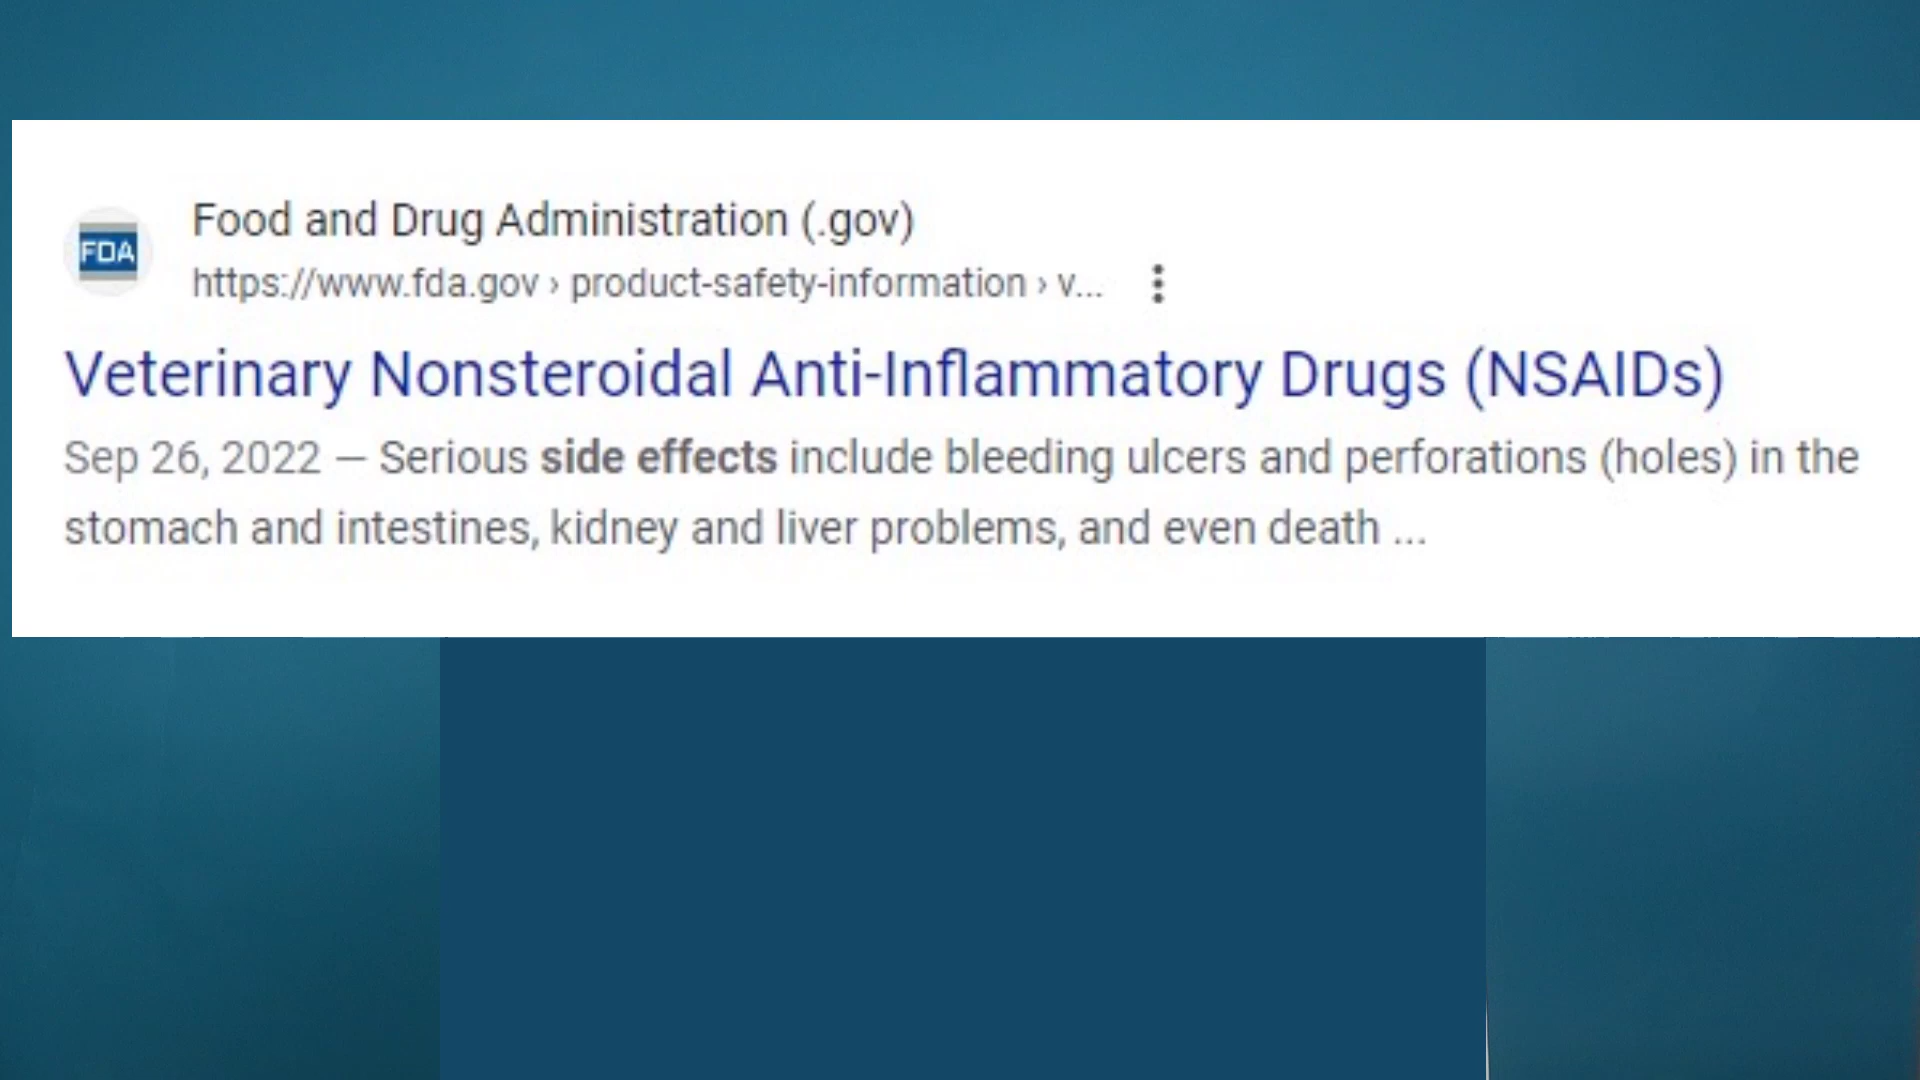 FDA
Food and Drug Administration (.gov)
https://www.fda.gov › product-safety-information › v...
Veterinary Nonsteroidal Anti-Inflammatory Drugs (NSAIDs)
Sep 26, 2022 — Serious side effects include bleeding ulcers and perforations (holes) in the
stomach and intestines, kidney and liver problems, and even death ...